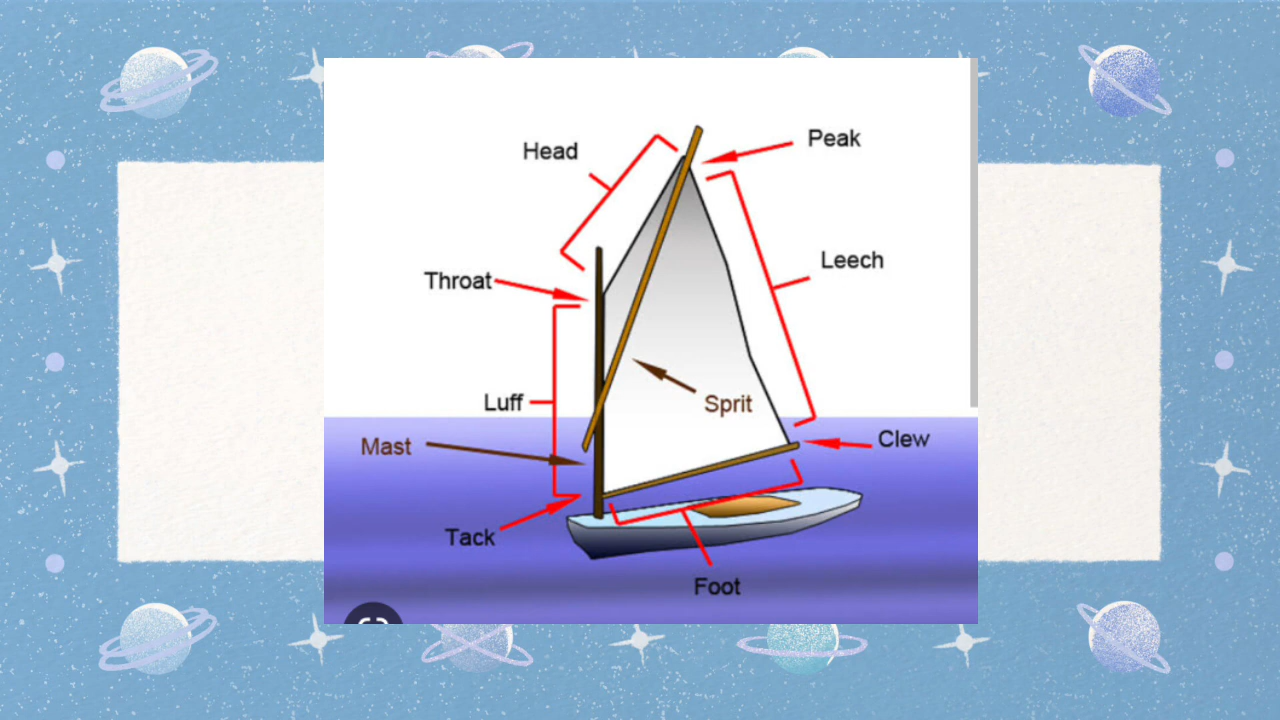 Peak
Head
Leech
Throat
Luff
Sprit
Clew
Mast
Tack
Foot